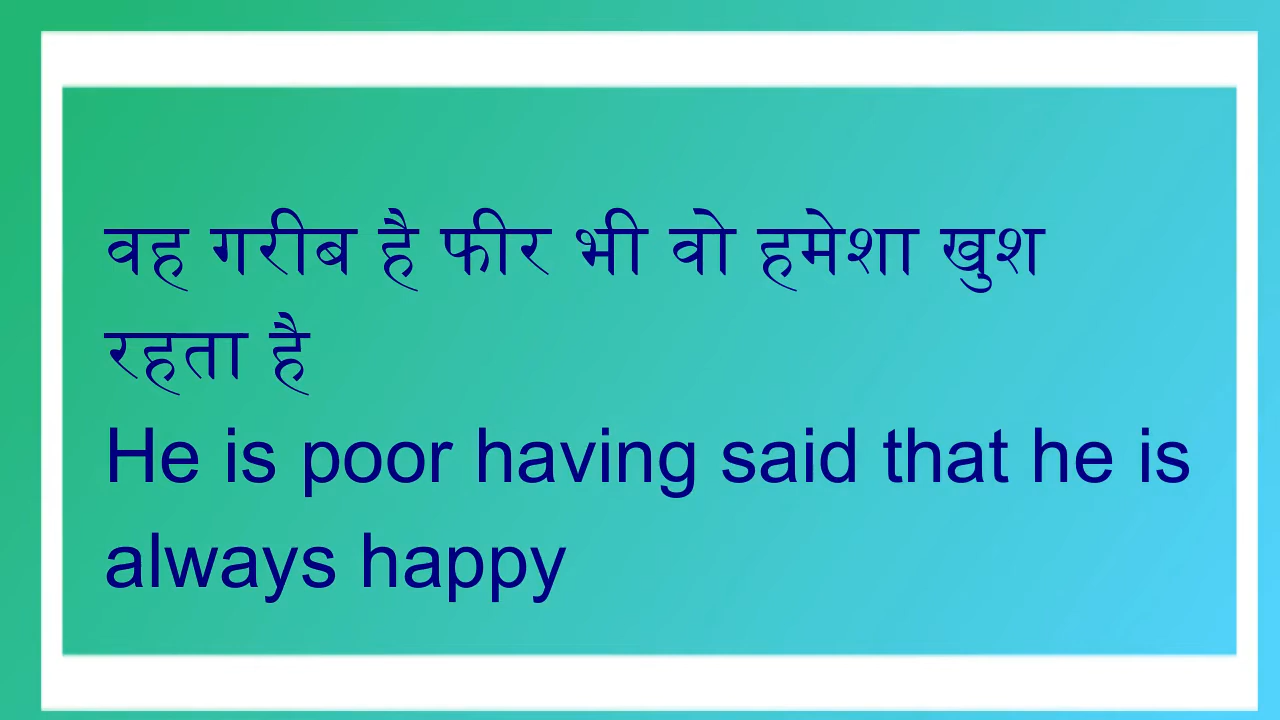 वह गरीब है फीर भी वो हमेशा खुश
रहता है
He is poor having said that he is
always happy